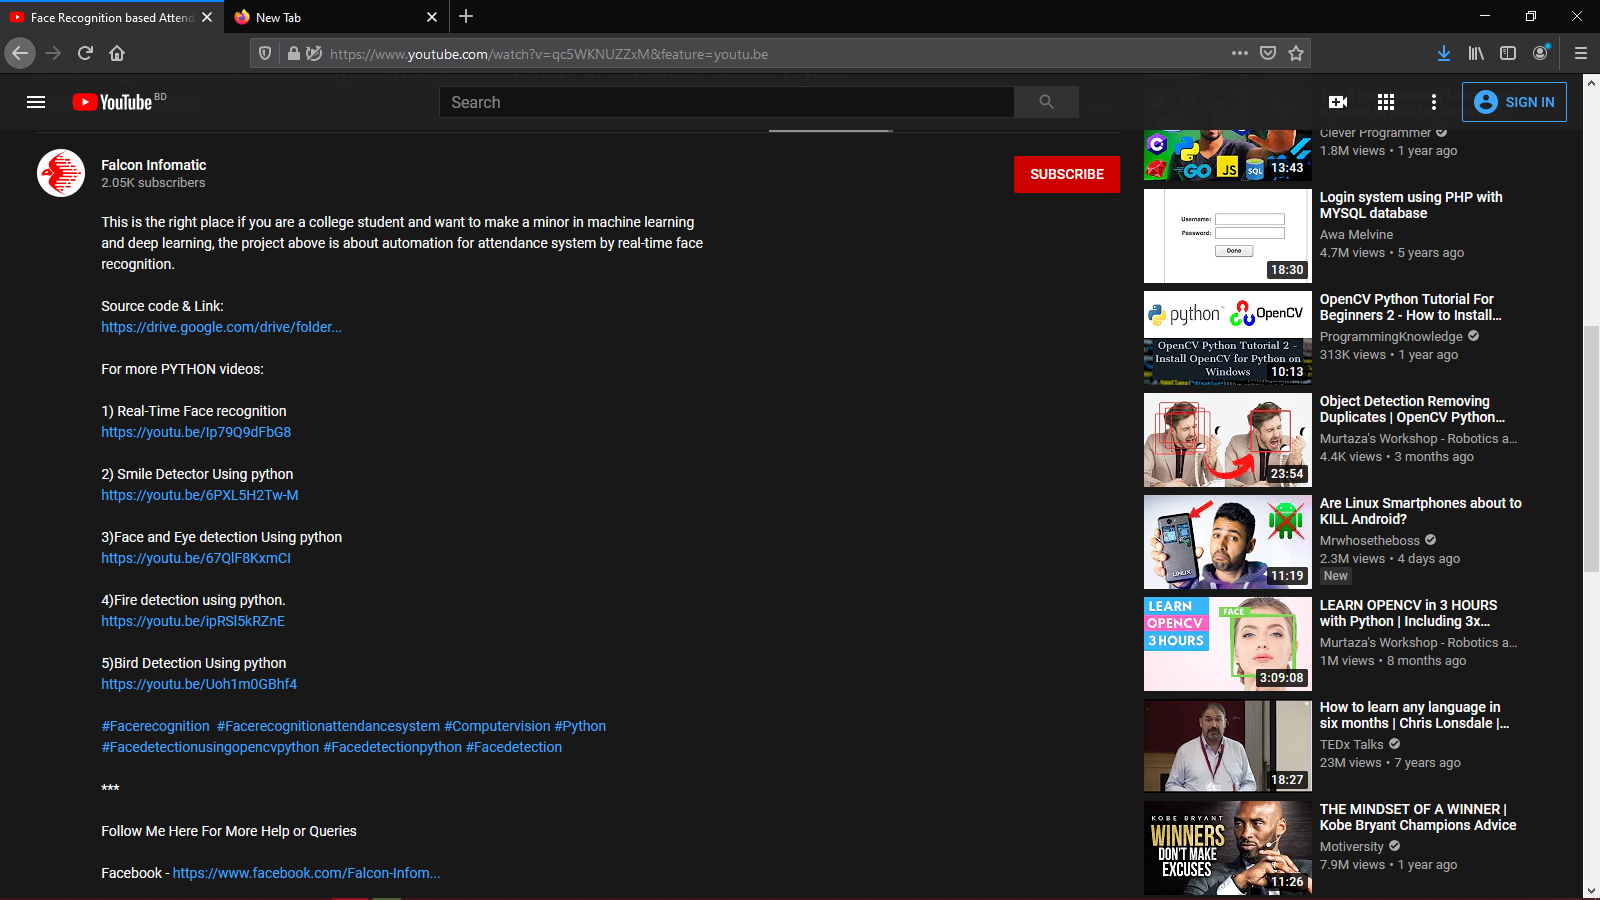 Face Recognition based Attend
New Tab
https://www.youtube.com/watch?v=qc5WKNUZZxM&feature=youtu.be
YouTube BD
Search
SIGN IN
Falcon Infomatic
2.05K subscribers
SUBSCRIBE
This is the right place if you are a college student and want to make a minor in machine learning
and deep learning, the project above is about automation for attendance system by real-time face
recognition.
Source code & Link:
https://drive.google.com/drive/folder...
For more PYTHON videos:
1) Real-Time Face recognition
https://youtu.be/Ip79Q9dFbG8
2) Smile Detector Using python
https://youtu.be/6PXL5H2Tw-M
3)Face and Eye detection Using python
https://youtu.be/67QlF8KxmCI
4)Fire detection using python.
https://youtu.be/ipRSl5kRZnE
5)Bird Detection Using python
https://youtu.be/Uoh1m0GBhf4
#Facerecognition #Facerecognitionattendancesystem #Computervision #Python
#Facedetectionusingopencvpython #Facedetectionpython #Facedetection
***
Follow Me Here For More Help or Queries
Facebook - https://www.facebook.com/Falcon-Infom...
GO
JS
SQL
13:43
Clever Programmer
1.8M views • 1 year ago
Username:
Password:
Done
18:30
Login system using PHP with
MYSQL database
Awa Melvine
4.7M views • 5 years ago
python
OpenCV
OpenCV Python Tutorial 2 -
Install OpenCV for Python on
Windows
10:13
OpenCV Python Tutorial For
Beginners 2 - How to Install...
ProgrammingKnowledge
313K views • 1 year ago
23:54
Object Detection Removing
Duplicates | OpenCV Python...
Murtaza's Workshop - Robotics a...
4.4K views • 3 months ago
LINUX
11:19
Are Linux Smartphones about to
KILL Android?
Mrwhosetheboss
2.3M views • 4 days ago
New
LEARN
OPENCV
3 HOURS
FACE
3:09:08
LEARN OPENCV in 3 HOURS
with Python | Including 3x...
Murtaza's Workshop - Robotics a...
1M views • 8 months ago
18:27
How to learn any language in
six months | Chris Lonsdale |...
TEDx Talks
23M views • 7 years ago
KOBE BRYANT
WINNERS
DON'T MAKE
EXCUSES
11:26
THE MINDSET OF A WINNER |
Kobe Bryant Champions Advice
Motiversity
7.9M views • 1 year ago